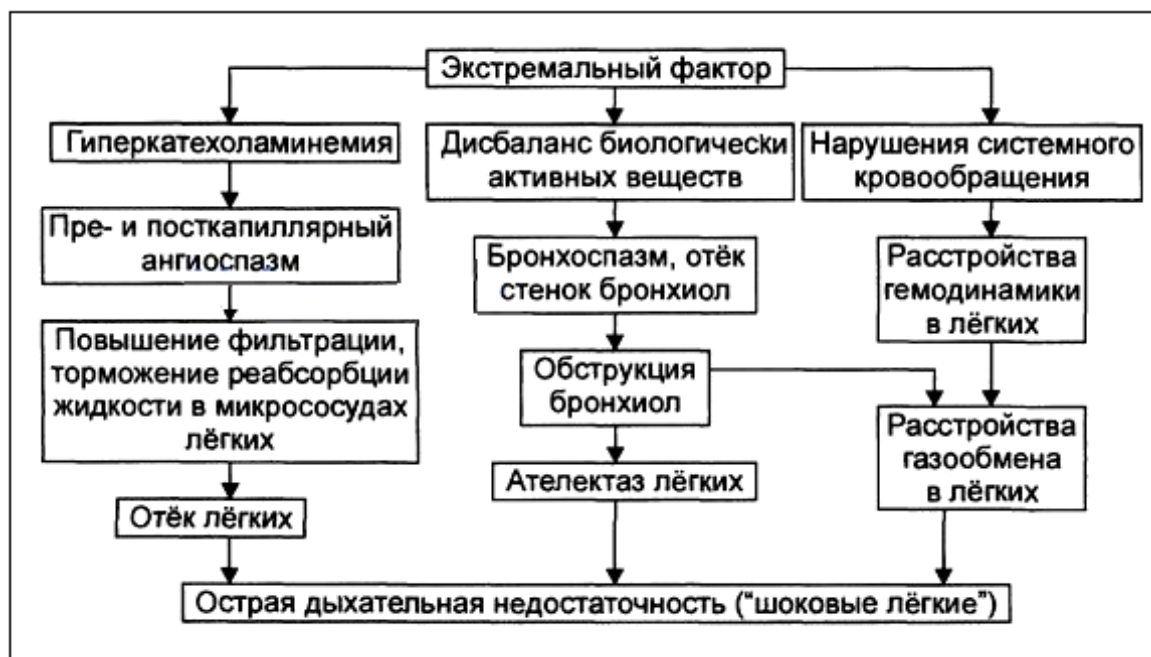 Экстремальный фактор
Гиперкатехоламинемия
Пре- и посткапиллярный
ангиоспазм
Повышение фильтрации,
торможение реабсорбции
жидкости в микрососудах
лёгких
Отёк лёгких
Дисбаланс биологически
активных веществ
Бронхоспазм, отёк
стенок бронхиол
Обструкция
бронхиол
Ателектаз лёгких
Нарушения системного
кровообращения
Расстройства
гемодинамики
в лёгких
Расстройства
газообмена
в лёгких
Острая дыхательная недостаточность (“шоковые лёгкие”)